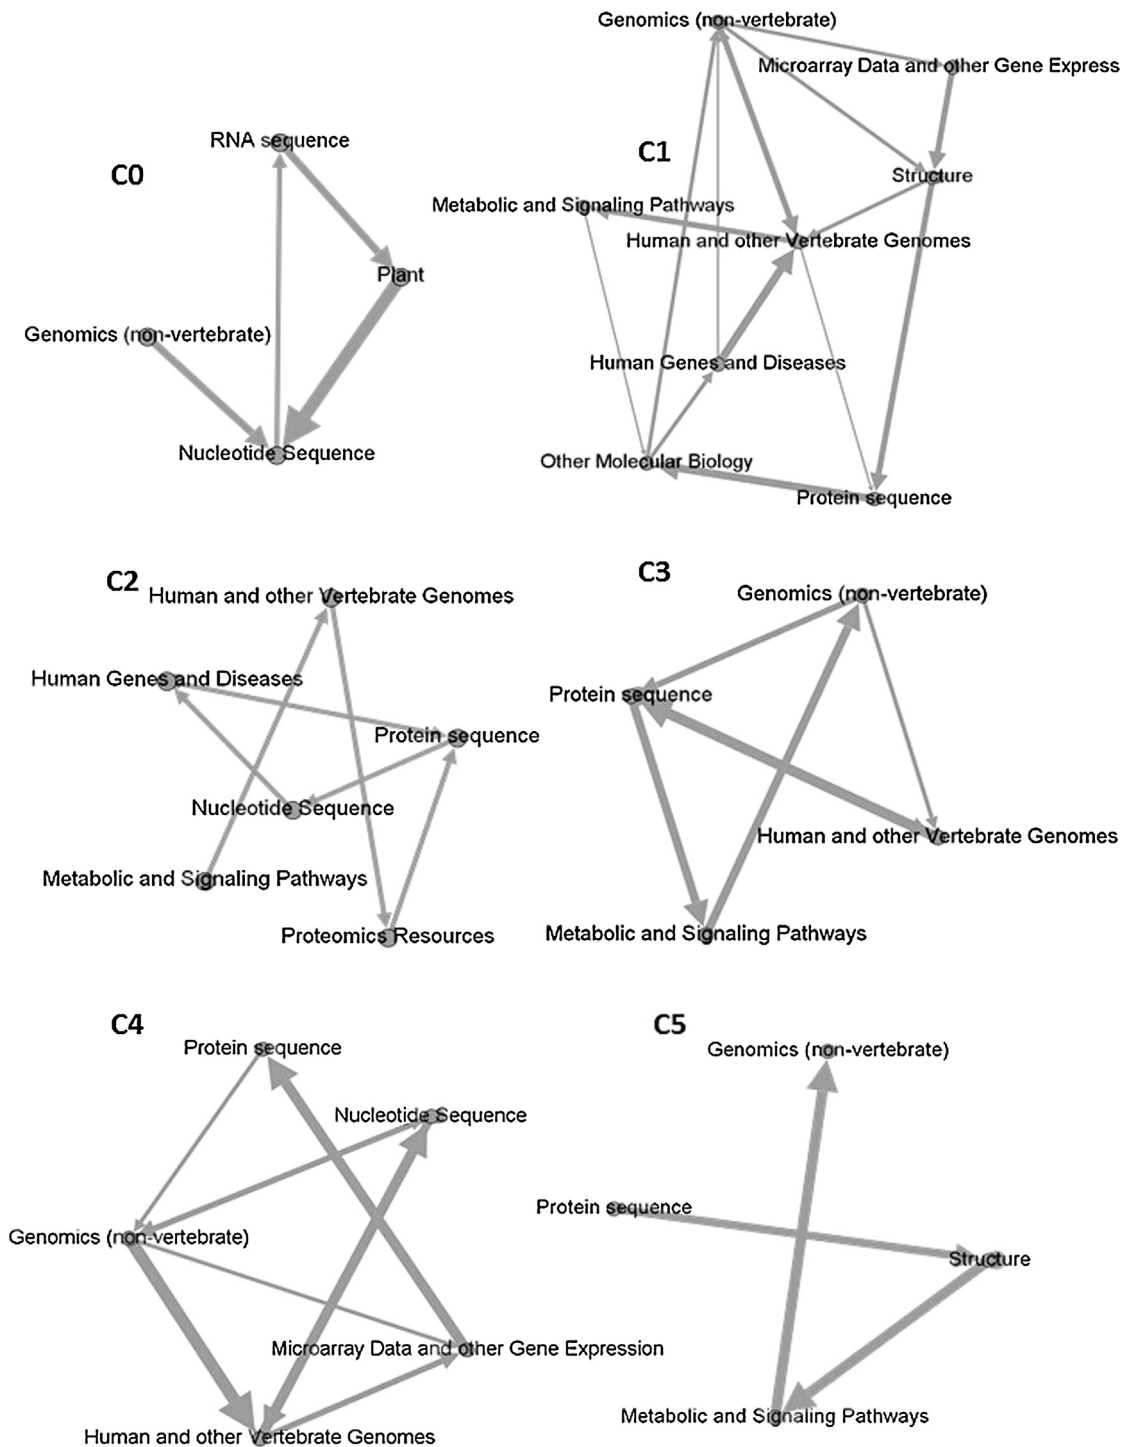 Genomics (non-vertebrate)
Microarray Data and other Gene Express
RNA sequence
C0
C1
Structure
Metabolic and Signaling Pathways
Human and other Vertebrate Genomes
Plant
Genomics (non-vertebrate)
Human Genes and Diseases
Nucleotide Sequence
Other Molecular Biology
Protein sequence
C2
Human and other Vertebrate Genomes
Human Genes and Diseases
Protein sequence
Nucleotide Sequence
Metabolic and Signaling Pathways
Proteomics Resources
C3
Genomics (non-vertebrate)
Protein sequence
Human and other Vertebrate Genomes
Metabolic and Signaling Pathways
C4
Protein sequence
Nucleotide Sequence
Genomics (non-vertebrate)
Microarray Data and other Gene Expression
Human and other Vertebrate Genomes
C5
Genomics (non-vertebrate)
Protein sequence
Structure
Metabolic and Signaling Pathways